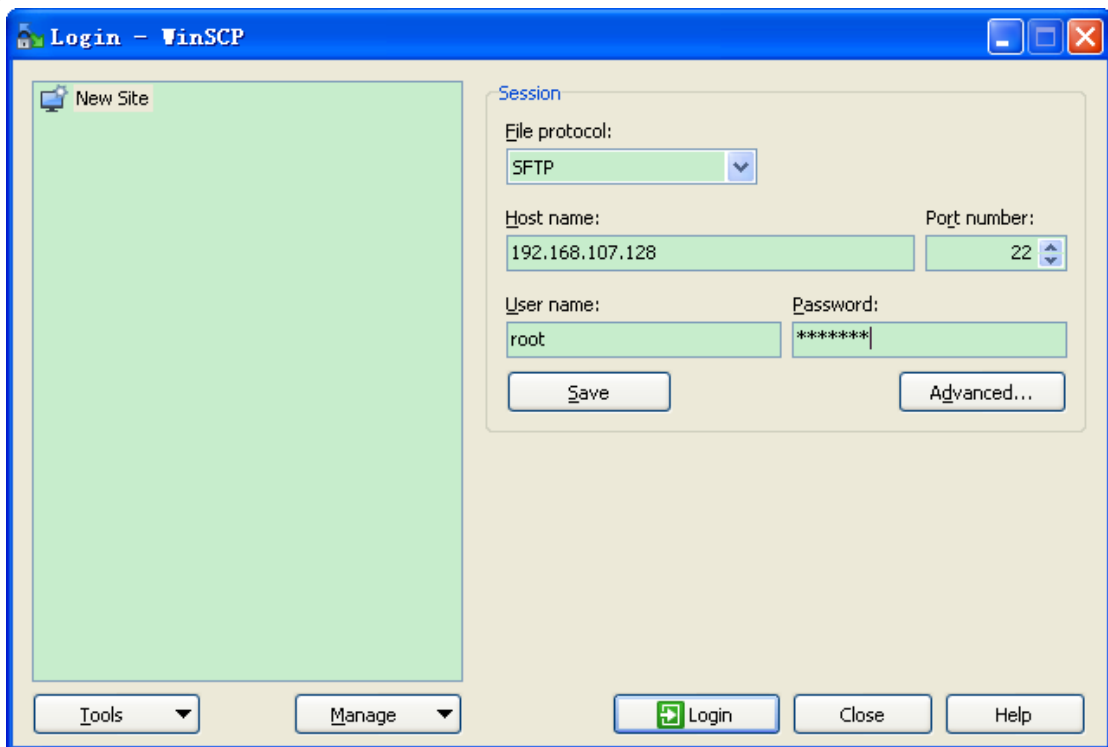 Login - WinSCP
New Site
Session
File protocol:
SFTP
Host name: Port number:
192.168.107.128 22
User name: Password:
root *******
Save Advanced...
Tools Manage Login Close Help